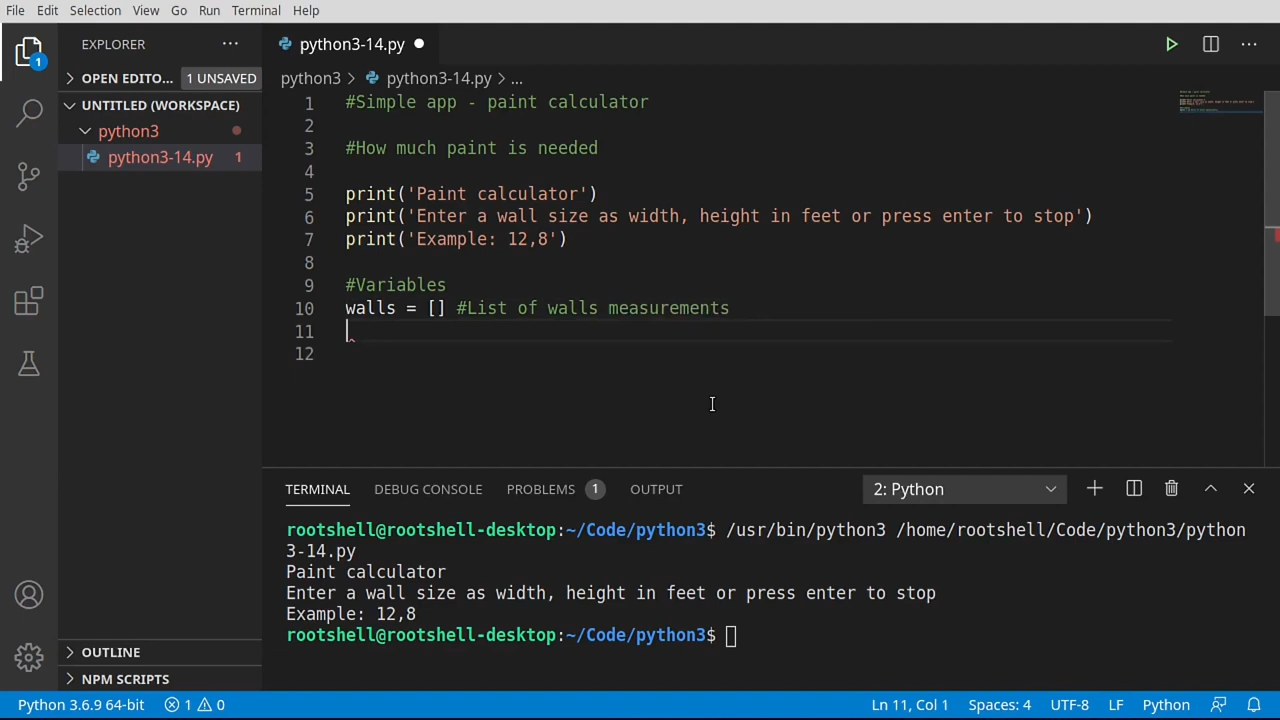 File Edit Selection View Go Run Terminal Help
EXPLORER ...
python3-14.py
1
OPEN EDITO... 1 UNSAVED
python3 > python3-14.py > ...
UNTITLED (WORKSPACE)
python3
python3-14.py 1
1 #Simple app - paint calculator
2
3 #How much paint is needed
4
5 print('Paint calculator')
6 print('Enter a wall size as width, height in feet or press enter to stop')
7 print('Example: 12,8')
8
9 #Variables
10 walls = [] #List of walls measurements
11
12
TERMINAL DEBUG CONSOLE PROBLEMS 1 OUTPUT 2: Python
rootshell@rootshell-desktop:~/Code/python3$ /usr/bin/python3 /home/rootshell/Code/python3/python
3-14.py
Paint calculator
Enter a wall size as width, height in feet or press enter to stop
Example: 12,8
rootshell@rootshell-desktop:~/Code/python3$
OUTLINE
NPM SCRIPTS
Python 3.6.9 64-bit 1 0 Ln 11, Col 1 Spaces: 4 UTF-8 LF Python